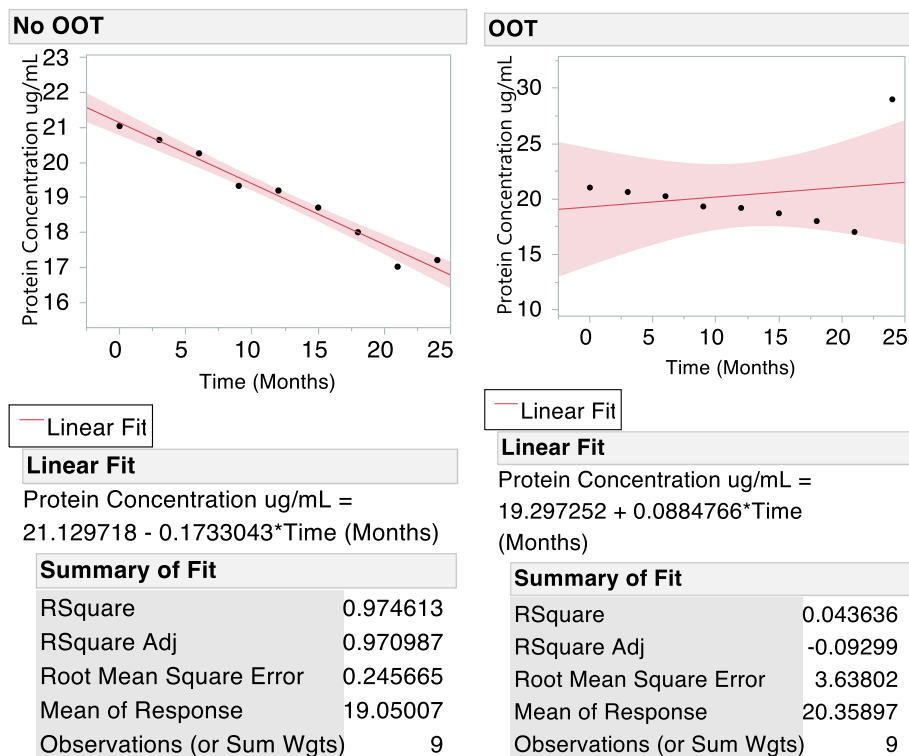 No OOT
Protein Concentration ug/mL
23
22
21
20
19
18
17
16
0
5
10
15
20
25
Time (Months)
Linear Fit
Linear Fit
Protein Concentration ug/mL =
21.129718 - 0.1733043*Time (Months)
Summary of Fit
RSquare 0.974613
RSquare Adj 0.970987
Root Mean Square Error 0.245665
Mean of Response 19.05007
Observations (or Sum Wgts) 9
OOT
Protein Concentration ug/mL
30
25
20
15
10
0
5
10
15
20
25
Time (Months)
Linear Fit
Linear Fit
Protein Concentration ug/mL =
19.297252 + 0.0884766*Time
(Months)
Summary of Fit
RSquare 0.043636
RSquare Adj -0.09299
Root Mean Square Error 3.63802
Mean of Response 20.35897
Observations (or Sum Wgts) 9